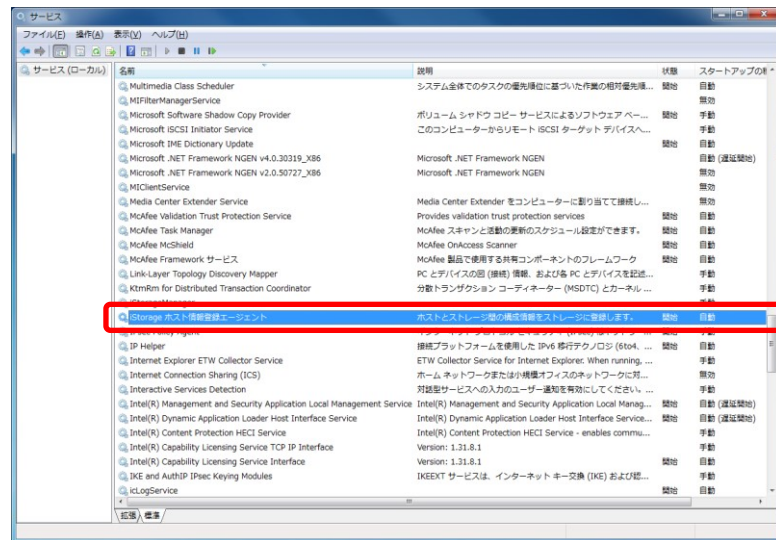 サービス
ファイル(F) 操作(A) 表示(V) ヘルプ(H)
サービス (ローカル)
名前 説明 状態 スタートアップの
Multimedia Class Scheduler システム全体でのタスクの優先順位に基づいた作業の相対優先順... 開始 自動
MIFilterManagerService 無効
Microsoft Software Shadow Copy Provider ボリューム シャドウ コピー サービスによるソフトウェア ベー... 手動
Microsoft iSCSI Initiator Service このコンピューターからリモート iSCSI ターゲット デバイスへ... 手動
Microsoft IME Dictionary Update 開始 自動
Microsoft .NET Framework NGEN v4.0.30319_X86 Microsoft .NET Framework NGEN 自動 (遅延開始)
Microsoft .NET Framework NGEN v2.0.50727_X86 Microsoft .NET Framework NGEN 無効
MIClientService 無効
Media Center Extender Service Media Center Extender をコンピューターに割り当てて接続し... 無効
McAfee Validation Trust Protection Service Provides validation trust protection services 開始 自動
McAfee Task Manager McAfee スキャンと活動の更新のスケジュール設定ができます。 開始 自動
McAfee McShield McAfee OnAccess Scanner 開始 自動
McAfee Framework サービス McAfee 製品で使用する共有コンポーネントのフレームワーク 開始 自動
Link-Layer Topology Discovery Mapper PC とデバイスの図 (接続) 情報、および各 PC とデバイスを記述... 手動
KtmRm for Distributed Transaction Coordinator 分散トランザクション コーディネーター (MSDTC) とカーネル ... 手動
iStorage ホスト情報登録エージェント ホストとストレージ間の構成情報をストレージに登録します。 開始 自動
IP Helper 接続プラットフォームを使用した IPv6 移行テクノロジ (6to4、... 開始 自動
Internet Explorer ETW Collector Service ETW Collector Service for Internet Explorer. When running, ... 手動
Internet Connection Sharing (ICS) ホーム ネットワークまたは小規模オフィスのネットワークに対... 無効
Interactive Services Detection 対話型サービスへの入力のユーザー通知を有効にしてください。... 手動
Intel(R) Management and Security Application Local Management Service Intel(R) Management and Security Application Local Manag... 開始 自動 (遅延開始)
Intel(R) Dynamic Application Loader Host Interface Service Intel(R) Dynamic Application Loader Host Interface Service... 開始 自動 (遅延開始)
Intel(R) Content Protection HECI Service Intel(R) Content Protection HECI Service - enables commu... 手動
Intel(R) Capability Licensing Service TCP IP Interface Version: 1.31.8.1 手動
Intel(R) Capability Licensing Service Interface Version: 1.31.8.1 開始 自動
IKE and AuthIP IPsec Keying Modules IKEEXT サービスは、インターネット キー交換 (IKE) および認... 手動
icLogService 開始 自動
拡張 標準